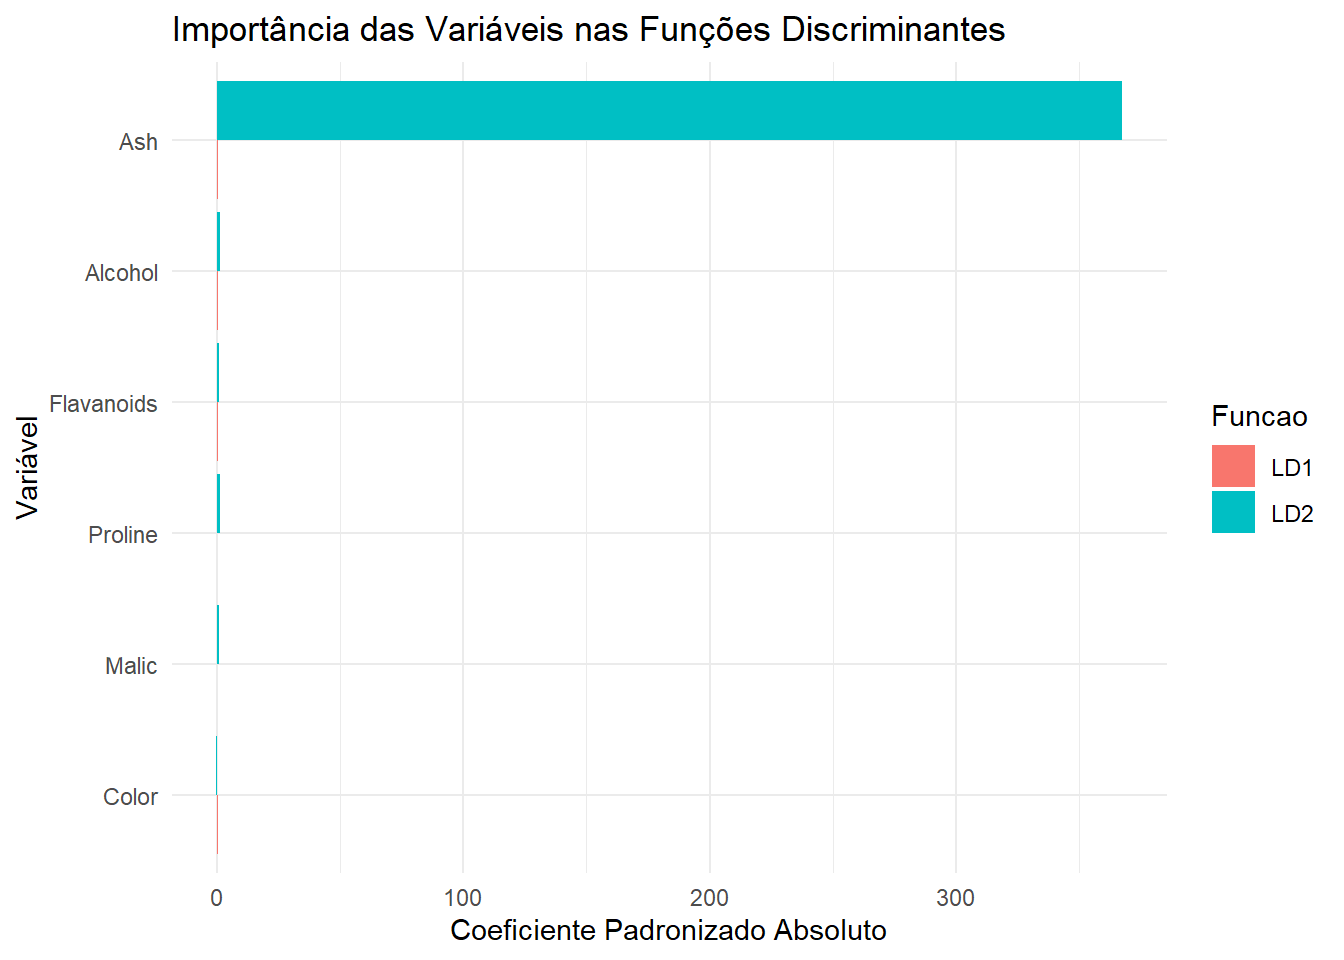 Importância das Variáveis nas Funções Discriminantes
Variável
Ash
Alcohol
Flavanoids
Proline
Malic
Color
0 100 200 300
Coeficiente Padronizado Absoluto
Funcao
LD1
LD2